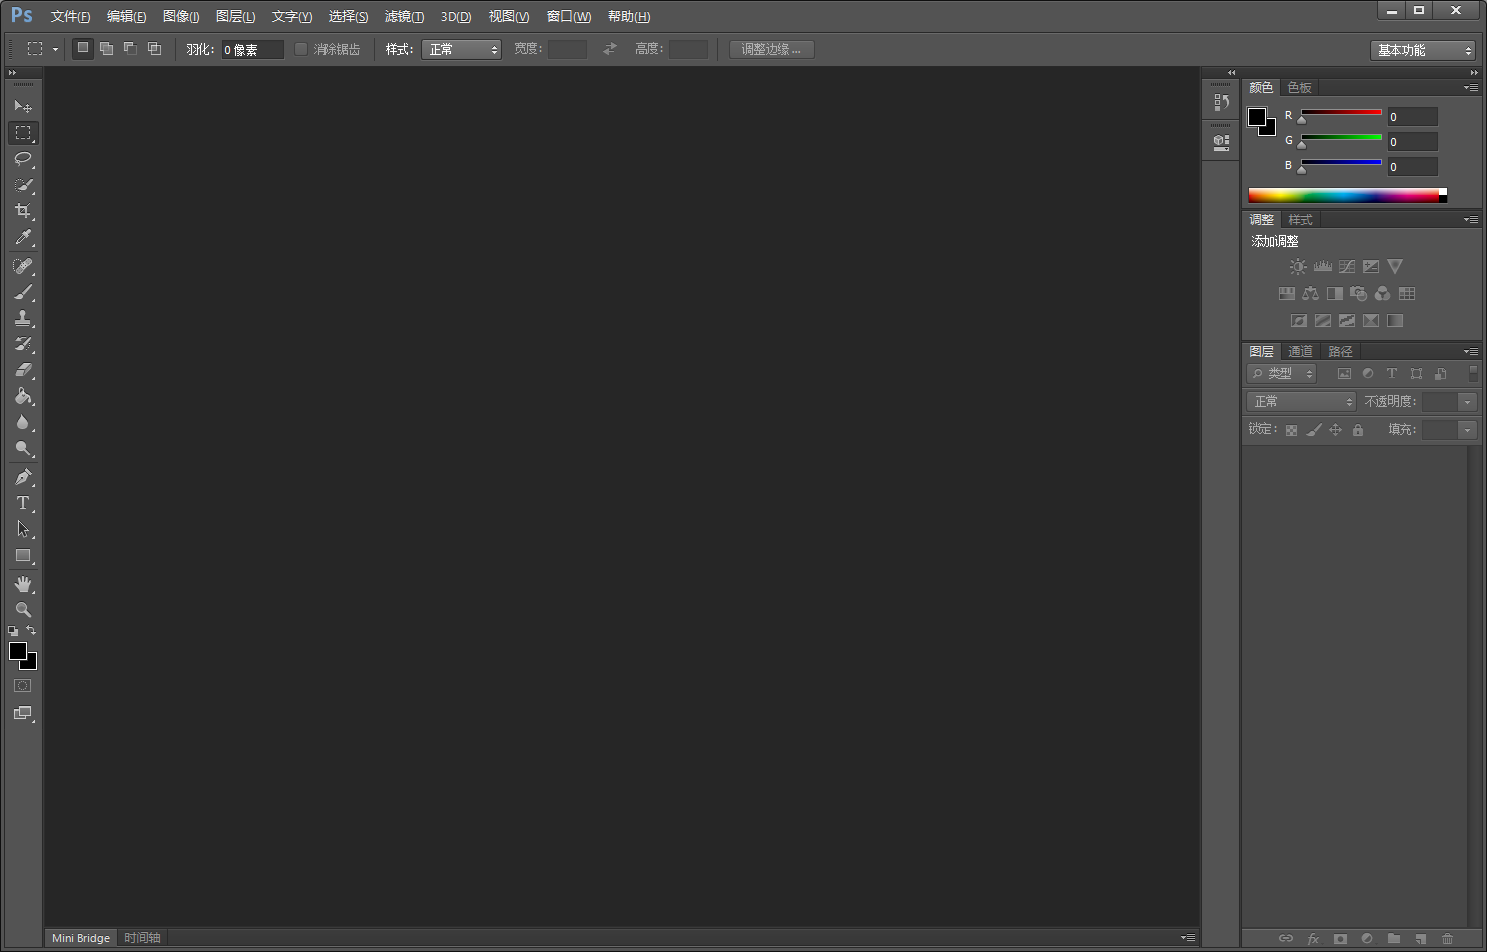 Ps 文件(F) 编辑(E) 图像(I) 图层(L) 文字(Y) 选择(S) 滤镜(T) 3D(D) 视图(V) 窗口(W) 帮助(H)
羽化: 0 像素 消除锯齿 样式: 正常 宽度: 高度: 调整边缘... 基本功能
颜色 色板
R 0
G 0
B 0
调整 样式
添加调整
图层 通道 路径
类型 T
正常 不透明度:
锁定: 填充:
T
fx
Mini Bridge 时间轴